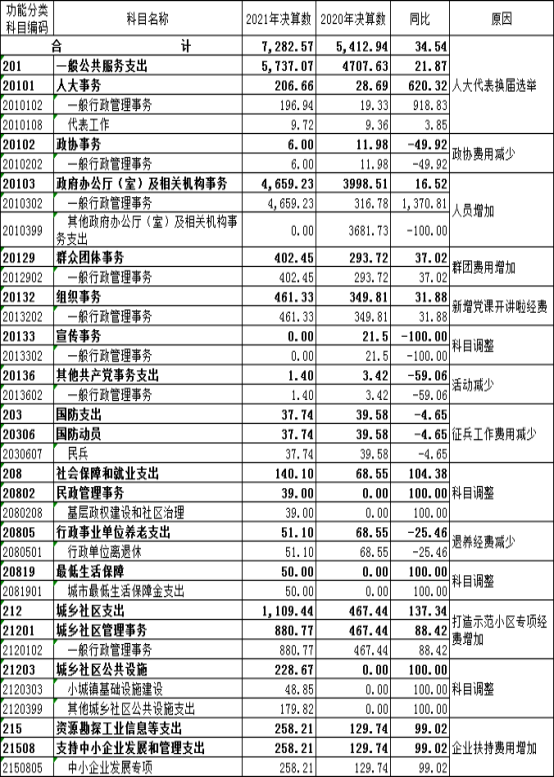 功能分类科目编码 科目名称 2021年决算数 2020年决算数 同比 原因
合 计 7,282.57 5,412.94 34.54
201 一般公共服务支出 5,737.07 4707.63 21.87
20101 人大事务 206.66 28.69 620.32 人大代表换届选举
2010102 一般行政管理事务 196.94 19.33 918.83
2010108 代表工作 9.72 9.36 3.85
20102 政协事务 6.00 11.98 -49.92 政协费用减少
2010202 一般行政管理事务 6.00 11.98 -49.92
20103 政府办公厅（室）及相关机构事务 4,659.23 3998.51 16.52 人员增加
2010302 一般行政管理事务 4,659.23 316.78 1,370.81
2010399 其他政府办公厅（室）及相关机构事务支出 0.00 3681.73 -100.00
20129 群众团体事务 402.45 293.72 37.02 群团费用增加
2012902 一般行政管理事务 402.45 293.72 37.02
20132 组织事务 461.33 349.81 31.88 新增党课开讲啦经费
2013202 一般行政管理事务 461.33 349.81 31.88
20133 宣传事务 0.00 21.5 -100.00 科目调整
2013302 一般行政管理事务 0.00 21.5 -100.00
20136 其他共产党事务支出 1.40 3.42 -59.06 活动减少
2013602 一般行政管理事务 1.40 3.42 -59.06
203 国防支出 37.74 39.58 -4.65 征兵工作费用减少
20306 国防动员 37.74 39.58 -4.65
2030607 民兵 37.74 39.58 -4.65
208 社会保障和就业支出 140.10 68.55 104.38 科目调整
20802 民政管理事务 39.00 0.00 100.00
2080208 基层政权建设和社区治理 39.00 0.00 100.00
20805 行政事业单位养老支出 51.10 68.55 -25.46 退养经费减少
2080501 行政单位离退休 51.10 68.55 -25.46
20819 最低生活保障 50.00 0.00 100.00 科目调整
2081901 城市最低生活保障金支出 50.00 0.00 100.00
212 城乡社区支出 1,109.44 467.44 137.34 打造示范小区专项经费增加
21201 城乡社区管理事务 880.77 467.44 88.42
2120102 一般行政管理事务 880.77 467.44 88.42
21203 城乡社区公共设施 228.67 0.00 100.00 科目调整
2120303 小城镇基础设施建设 48.85 0.00 100.00
2120399 其他城乡社区公共设施支出 179.82 0.00 100.00
215 资源勘探工业信息等支出 258.21 129.74 99.02 企业扶持费用增加
21508 支持中小企业发展和管理支出 258.21 129.74 99.02
2150805 中小企业发展专项 258.21 129.74 99.02